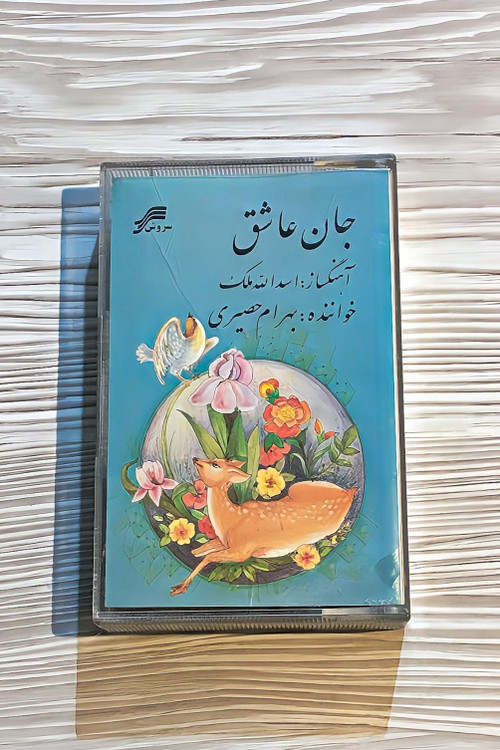 سروش
جان عاشق
آهنگساز: اسدالله ملک
خواننده: بهرام حصیری